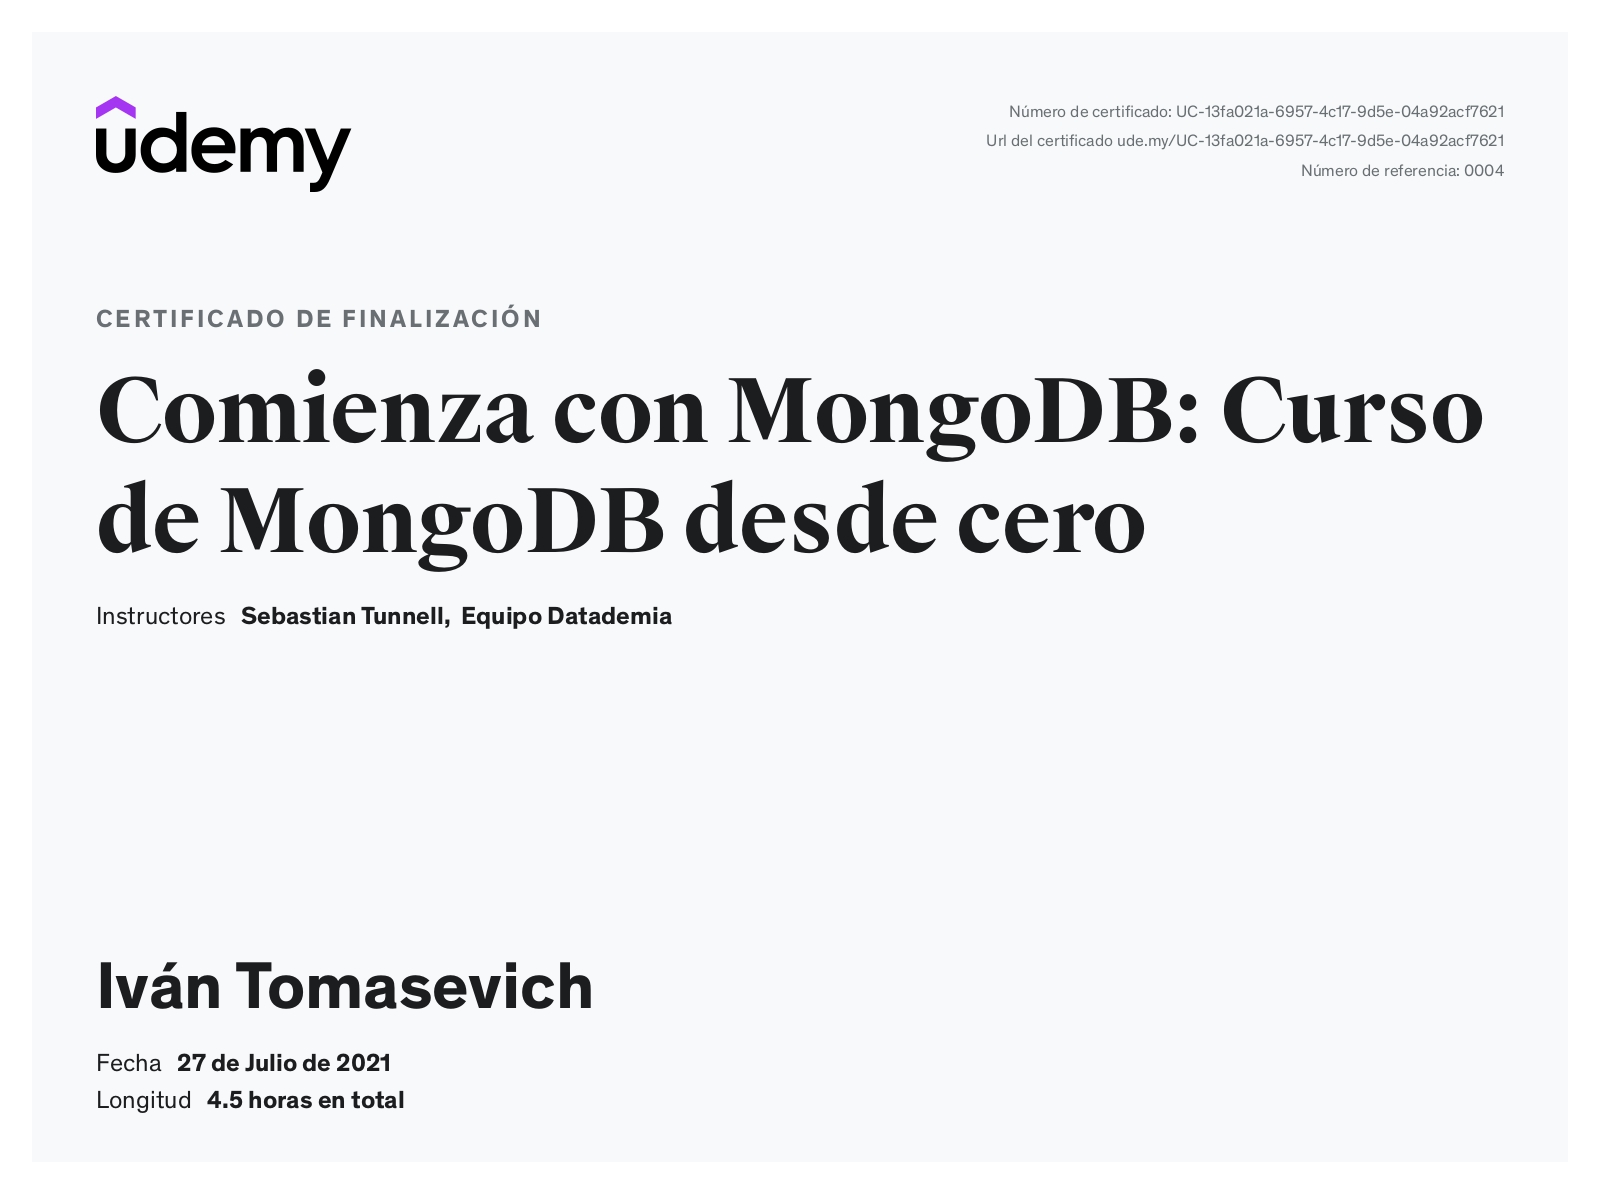 udemy
Número de certificado: UC-13fa021a-6957-4c17-9d5e-04a92acf7621
Url del certificado ude.my/UC-13fa021a-6957-4c17-9d5e-04a92acf7621
Número de referencia: 0004
CERTIFICADO DE FINALIZACIÓN
Comienza con MongoDB: Curso
de MongoDB desde cero
Instructores Sebastian Tunnell, Equipo Datademia
Iván Tomasevich
Fecha 27 de Julio de 2021
Longitud 4.5 horas en total